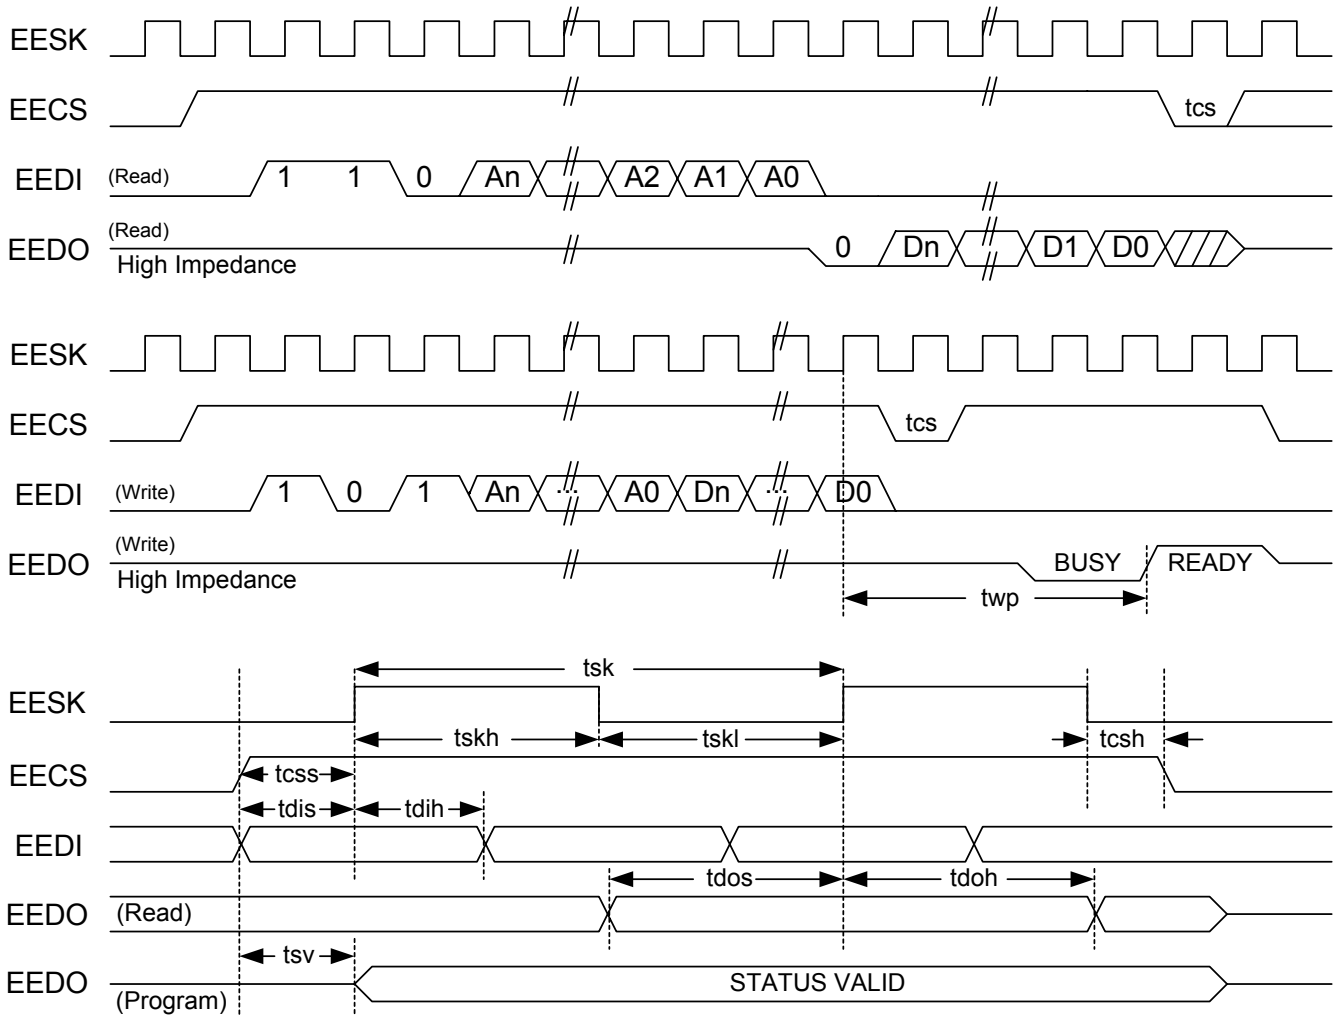 EESK
EECS tcs
EEDI (Read) 1 1 0 An A2 A1 A0
EEDO (Read) High Impedance 0 Dn D1 D0
EESK
EECS tcs
EEDI (Write) 1 0 1 An ... A0 Dn ... D0
EEDO (Write) High Impedance BUSY READY
twp
tsk
EESK
tskh tskl tcsh
EECS tcss
tdis tdih
EEDI
tdos tdoh
EEDO (Read)
tsv
EEDO (Program) STATUS VALID